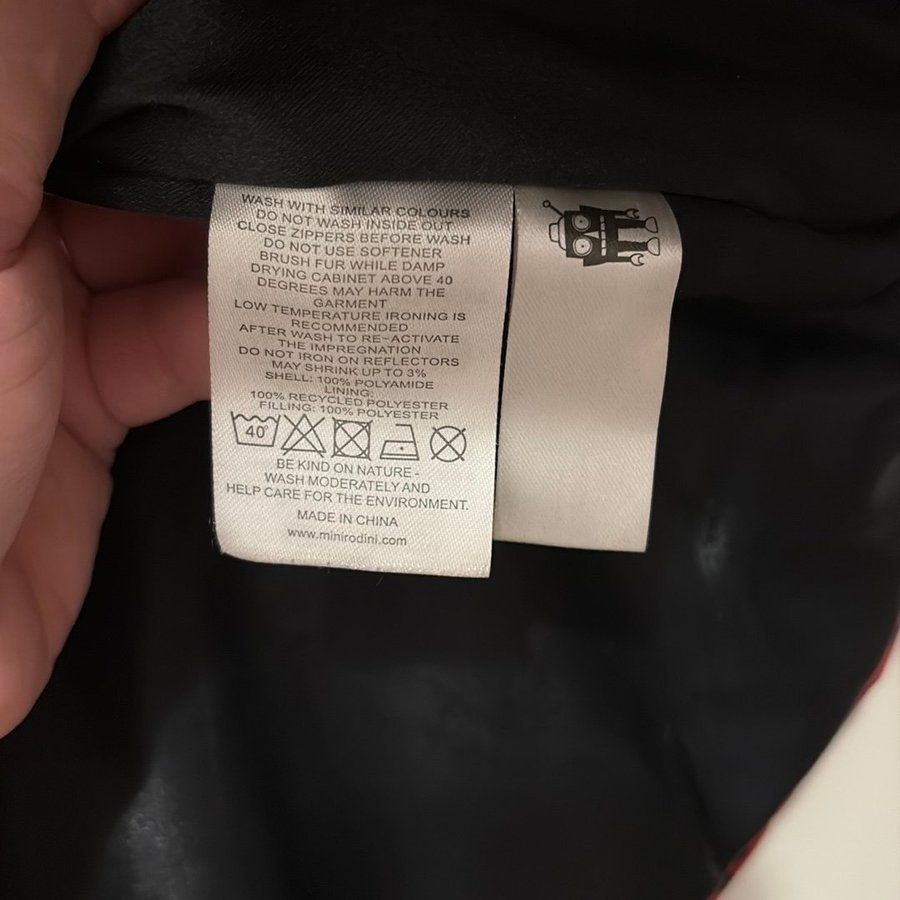 WASH WITH SIMILAR COLOURS
DO NOT WASH INSIDE OUT
CLOSE ZIPPERS BEFORE WASH
DO NOT USE SOFTENER
BRUSH FUR WHILE DAMP
DRYING CABINET ABOVE 40
DEGREES MAY HARM THE
GARMENT
LOW TEMPERATURE IRONING IS
RECOMMENDED
AFTER WASH TO RE-ACTIVATE
THE IMPREGNATION
DO NOT IRON ON REFLECTORS
MAY SHRINK UP TO 3%
SHELL: 100% POLYAMIDE
LINING:
100% RECYCLED POLYESTER
FILLING: 100% POLYESTER
40
BE KIND ON NATURE -
WASH MODERATELY AND
HELP CARE FOR THE ENVIRONMENT.
MADE IN CHINA
www.minirodini.com